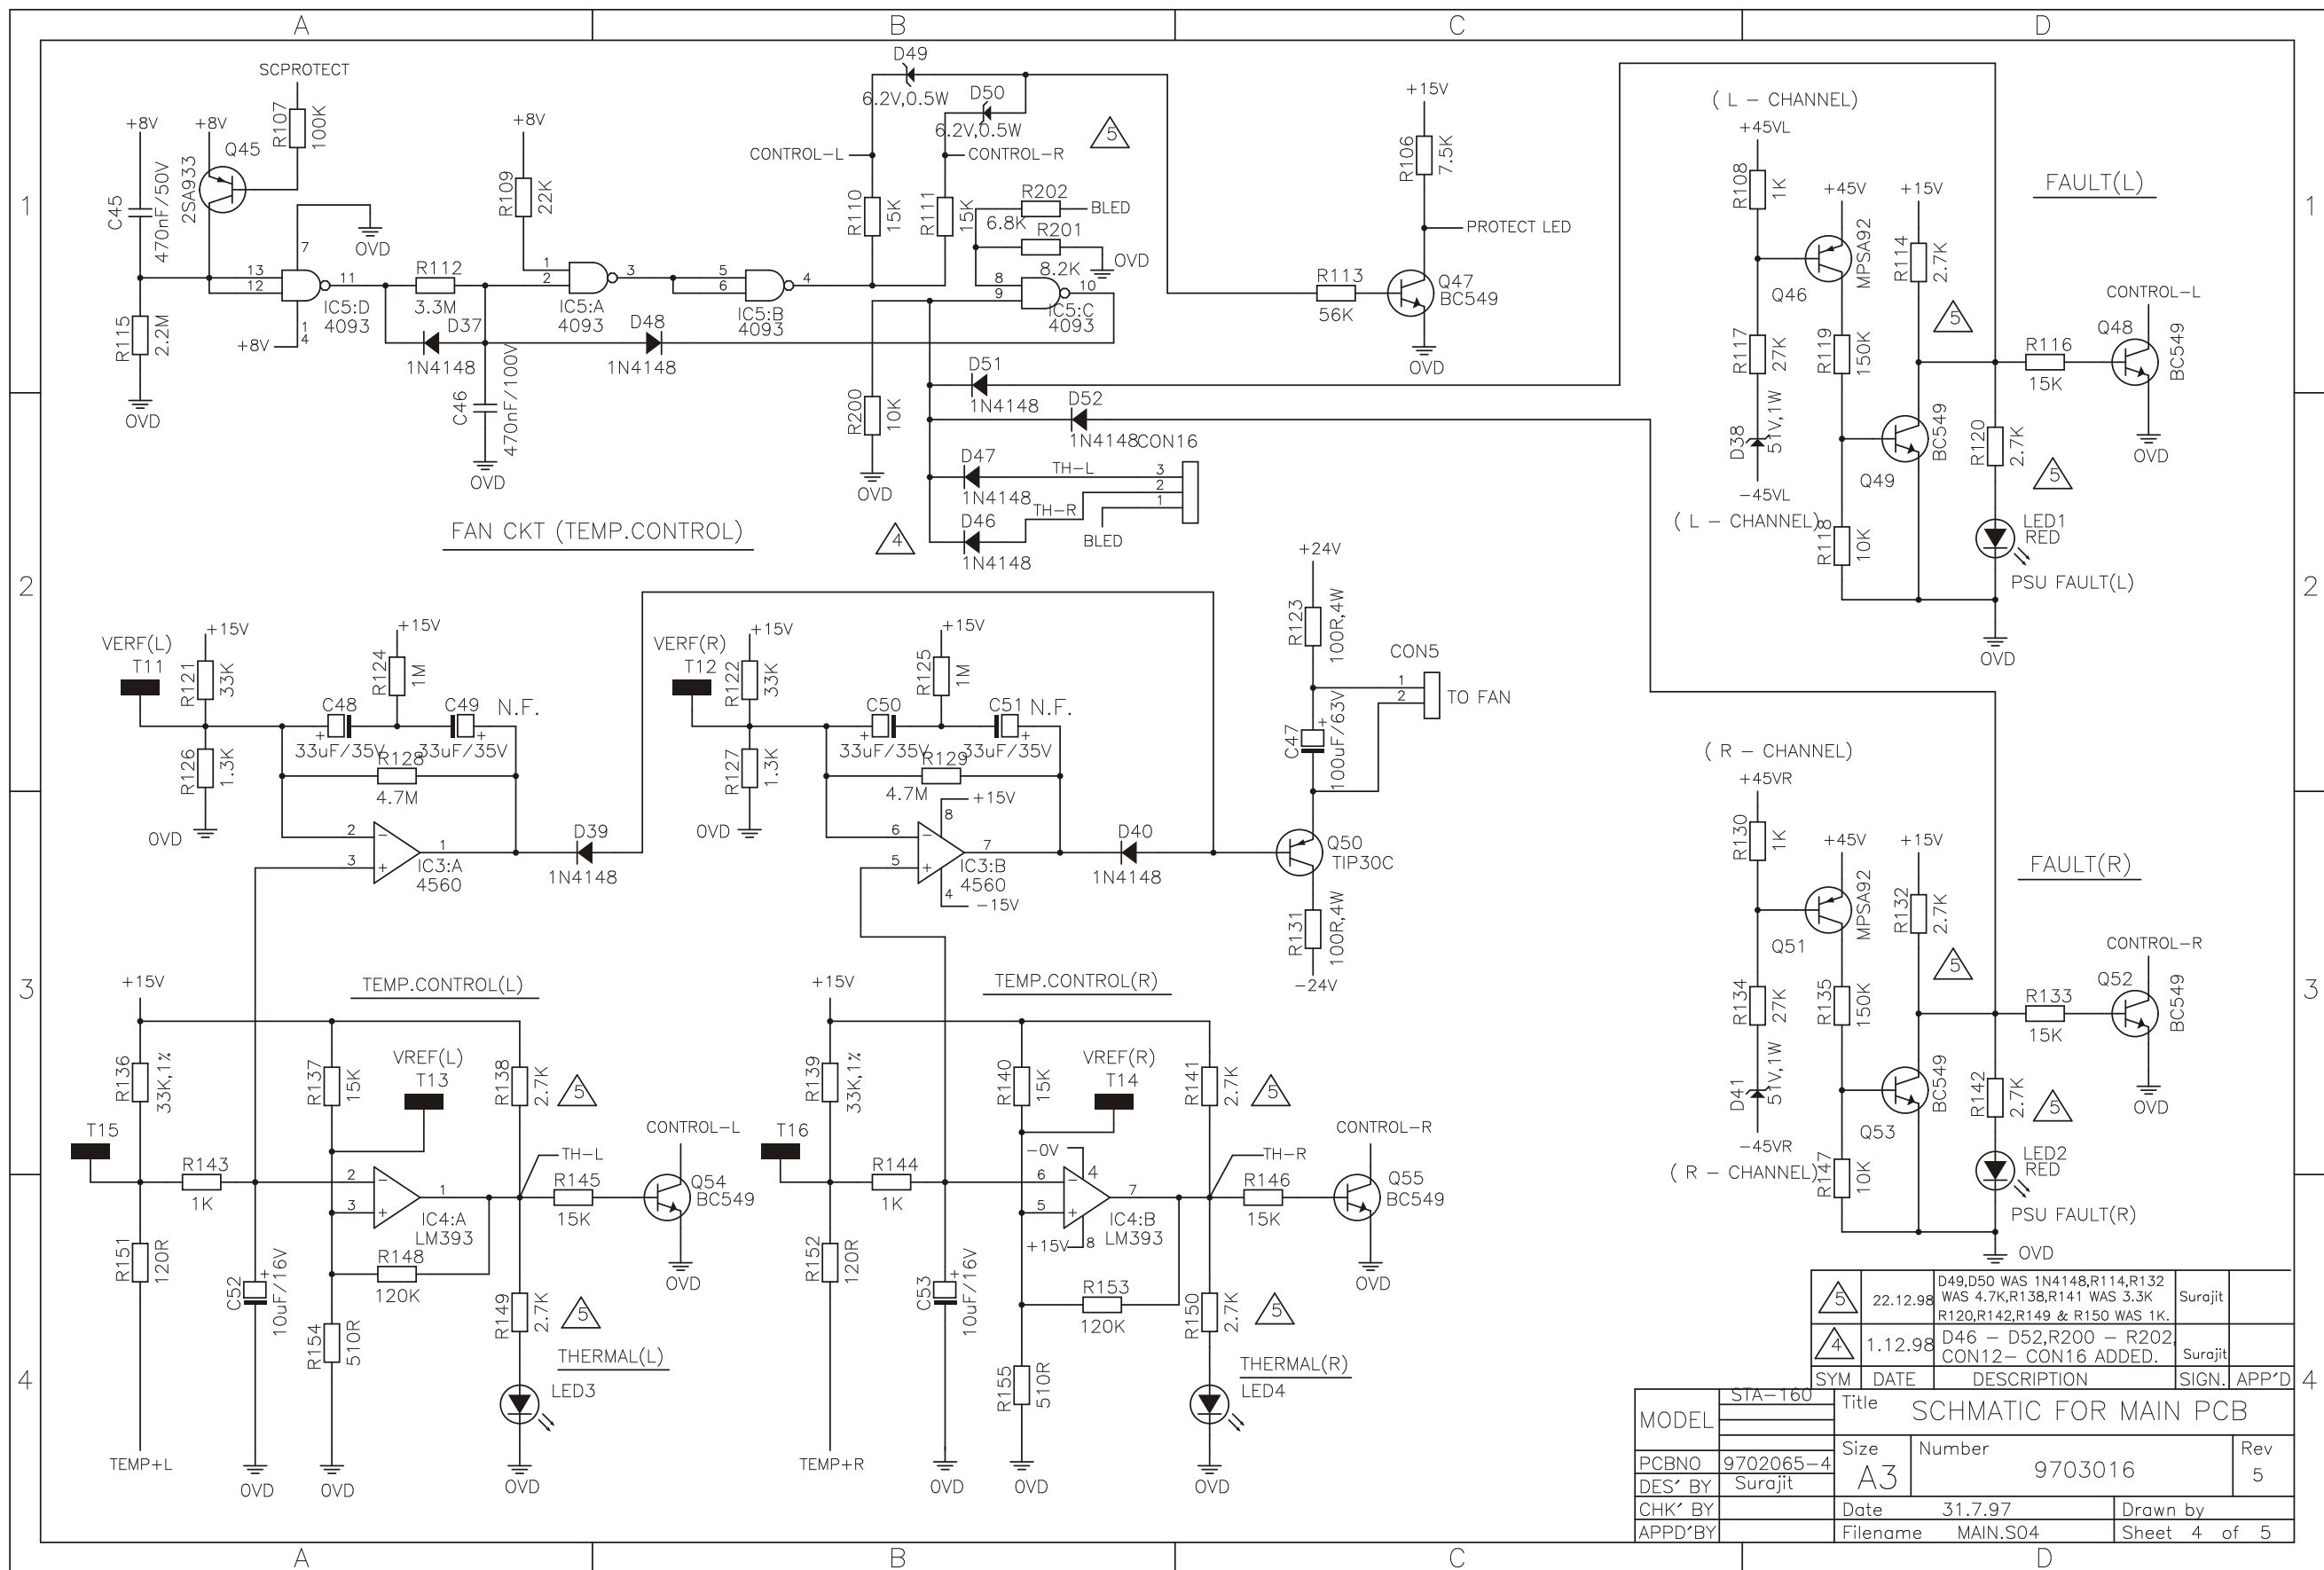 A
B
C
D
1
2
3
4
1
2
3
4
A
B
C
D
SCPROTECT
R107
100K
+8V
+8V
Q45
2SA933
C45
470nF/50V
R115
2.2M
OVD
7
OVD
13
12
11
IC5:D
4093
+8V
1
4
R112
3.3M
D37
1N4148
+8V
R109
22K
1
2
3
IC5:A
4093
D48
1N4148
C46
470nF/100V
OVD
5
6
4
IC5:B
4093
D49
6.2V,0.5W
D50
6.2V,0.5W
5
CONTROL-L
CONTROL-R
R110
15K
R111
15K
R202
6.8K
BLED
R201
8.2K
OVD
8
9
10
IC5:C
4093
R200
10K
OVD
D51
1N4148
D52
1N4148
CON16
D47
1N4148
TH-L
3
2
1
D46
1N4148
TH-R
BLED
4
FAN CKT (TEMP.CONTROL)
+15V
R106
7.5K
PROTECT LED
R113
56K
Q47
BC549
OVD
( L - CHANNEL)
+45VL
R108
1K
+45V
MPSA92
Q46
+15V
R114
2.7K
5
FAULT(L)
R117
27K
R119
150K
D38
51V,1W
-45VL
( L - CHANNEL)
R118
10K
Q49
BC549
R116
15K
CONTROL-L
Q48
BC549
OVD
R120
2.7K
5
LED1
RED
PSU FAULT(L)
OVD
VERF(L)
T11
+15V
R121
33K
R126
1.3K
OVD
+15V
R124
1M
C48
+
33uF/35V
C49
N.F.
+
33uF/35V
R128
4.7M
2
3
-
+
1
IC3:A
4560
D39
1N4148
VERF(R)
T12
+15V
R122
33K
R127
1.3K
OVD
+15V
R125
1M
C50
+
33uF/35V
C51
N.F.
+
33uF/35V
R129
4.7M
+15V
8
6
5
-
+
7
IC3:B
4560
4
-15V
D40
1N4148
+24V
R123
100R,4W
C47
+
100uF/63V
CON5
1
2
TO FAN
Q50
TIP30C
R131
100R,4W
-24V
( R - CHANNEL)
+45VR
R130
1K
+45V
MPSA92
Q51
+15V
R132
2.7K
5
FAULT(R)
R134
27K
R135
150K
D41
51V,1W
-45VR
( R - CHANNEL)
R147
10K
Q53
BC549
R133
15K
CONTROL-R
Q52
BC549
OVD
R142
2.7K
5
LED2
RED
PSU FAULT(R)
OVD
+15V
TEMP.CONTROL(L)
R136
33K,1%
T15
R143
1K
R151
120R
TEMP+L
C52
+
10uF/16V
OVD
R137
15K
VREF(L)
T13
2
3
-
+
1
IC4:A
LM393
R148
120K
R154
510R
OVD
R138
2.7K
5
TH-L
R145
15K
CONTROL-L
Q54
BC549
OVD
R149
2.7K
5
THERMAL(L)
LED3
OVD
+15V
TEMP.CONTROL(R)
R139
33K,1%
T16
R144
1K
R152
120R
TEMP+R
C53
+
10uF/16V
OVD
R140
15K
VREF(R)
T14
-0V
4
6
5
-
+
7
IC4:B
LM393
+15V
8
R153
120K
R155
510R
OVD
R141
2.7K
5
TH-R
R146
15K
CONTROL-R
Q55
BC549
OVD
R150
2.7K
5
THERMAL(R)
LED4
OVD
5 22.12.98 D49,D50 WAS 1N4148,R114,R132 Surajit
WAS 4.7K,R138,R141 WAS 3.3K
R120,R142,R149 & R150 WAS 1K.
4 1.12.98 D46 - D52,R200 - R202, Surajit
CON12- CON16 ADDED.
SYM DATE DESCRIPTION SIGN. APP'D
MODEL STA-160
Title SCHMATIC FOR MAIN PCB
PCBNO 9702065-4
DES' BY Surajit
CHK' BY
APPD'BY
Size A3
Number 9703016
Rev 5
Date 31.7.97
Drawn by
Filename MAIN.S04
Sheet 4 of 5